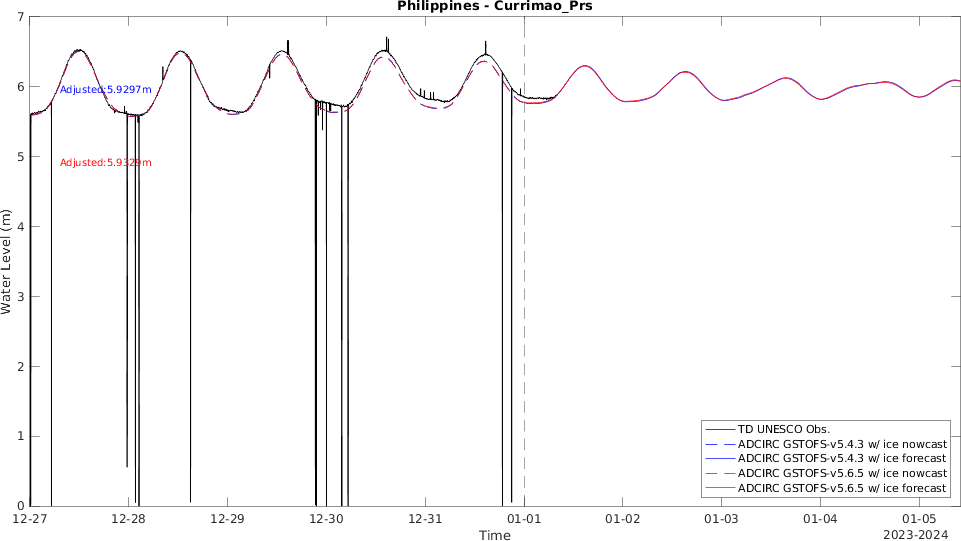 Philippines - Currimao_Prs
7
6
5
4
3
2
1
0
Water Level (m)
Adjusted:5.9297m
Adjusted:5.9329m
TD UNESCO Obs.
ADCIRC GSTOFS-v5.4.3 w/ ice nowcast
ADCIRC GSTOFS-v5.4.3 w/ ice forecast
ADCIRC GSTOFS-v5.6.5 w/ ice nowcast
ADCIRC GSTOFS-v5.6.5 w/ ice forecast
12-27 12-28 12-29 12-30 12-31 01-01 01-02 01-03 01-04 01-05
Time
2023-2024